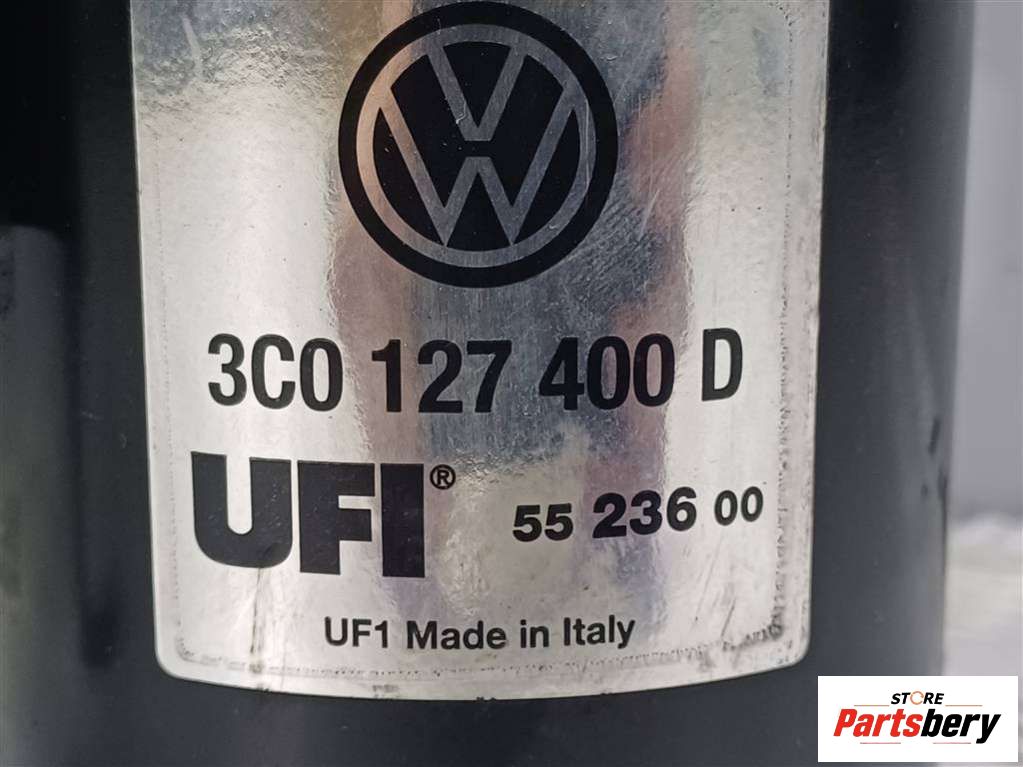 3C0 127 400 D
UFI®
55 236 00
UF1 Made in Italy
STORE
Partsbery